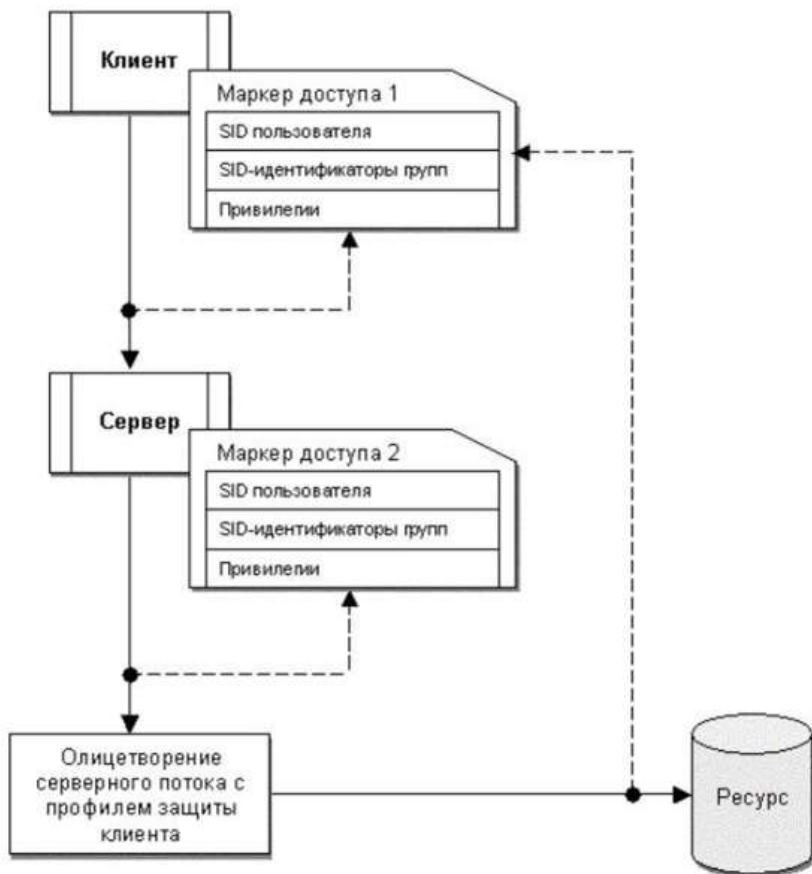 Клиент
Маркер доступа 1
SID пользователя
SID-идентификаторы групп
Привилегии
Сервер
Маркер доступа 2
SID пользователя
SID-идентификаторы групп
Привилегии
Олицетворение
серверного потока с
профилем защиты
клиента
Ресурс